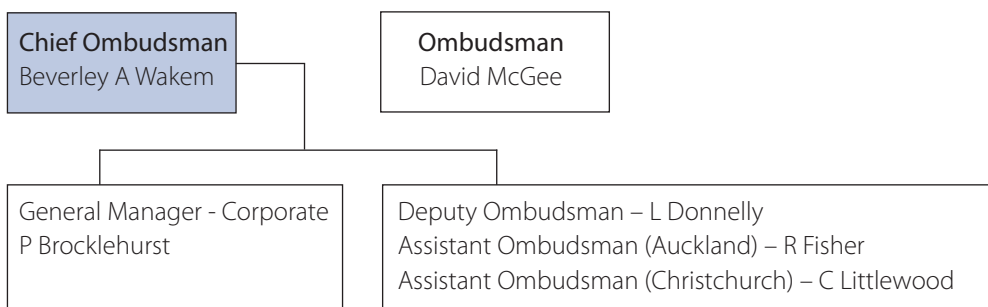 Chief Ombudsman
Beverley A Wakem
Ombudsman
David McGee
General Manager - Corporate
P Brocklehurst
Deputy Ombudsman – L Donnelly
Assistant Ombudsman (Auckland) – R Fisher
Assistant Ombudsman (Christchurch) – C Littlewood